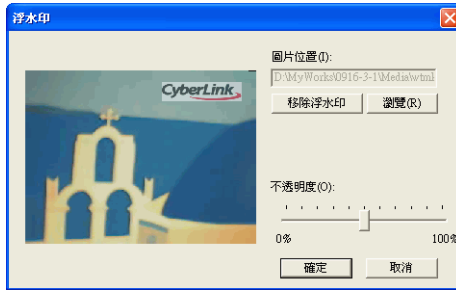 浮水印
CyberLink
圖片位置(I):
D:\MyWorks\0916-3-1\Media\wtml
移除浮水印
瀏覽(R)
不透明度(O):
0%
100%
確定
取消